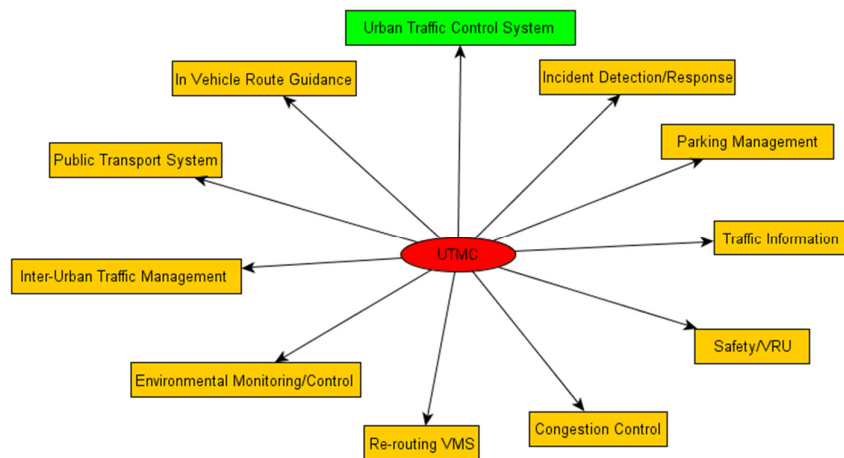 Urban Traffic Control System
In Vehicle Route Guidance
Incident Detection/Response
Parking Management
Public Transport System
Traffic Information
UTMC
Inter-Urban Traffic Management
Safety/VRU
Environmental Monitoring/Control
Congestion Control
Re-routing VMS